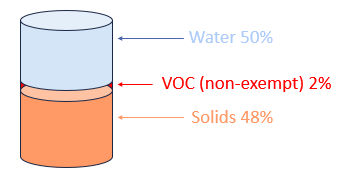 Water 50%
VOC (non-exempt) 2%
Solids 48%